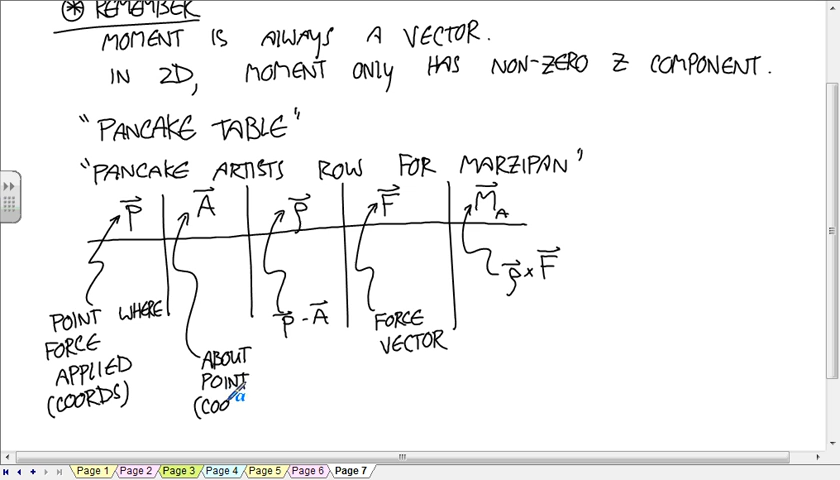 * REMEMBER
MOMENT IS ALWAYS A VECTOR.
IN 2D, MOMENT ONLY HAS NON-ZERO Z COMPONENT.
"PANCAKE TABLE"
"PANCAKE ARTISTS ROW FOR MARZIPAN"
P⃗ A⃗ ρ⃗ F⃗ M⃗_A
ρ⃗ × F⃗
P⃗ - A⃗
POINT WHERE
FORCE
APPLIED
(COORDS)
FORCE
VECTOR
ABOUT
POINT
(COO
Page 1 Page 2 Page 3 Page 4 Page 5 Page 6 Page 7